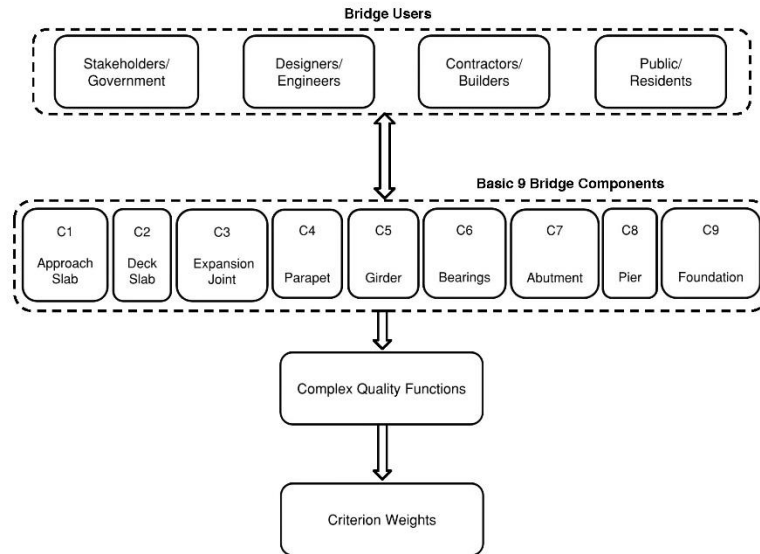 Bridge Users
Stakeholders/
Government
Designers/
Engineers
Contractors/
Builders
Public/
Residents
Basic 9 Bridge Components
C1
Approach
Slab
C2
Deck
Slab
C3
Expansion
Joint
C4
Parapet
C5
Girder
C6
Bearings
C7
Abutment
C8
Pier
C9
Foundation
Complex Quality Functions
Criterion Weights